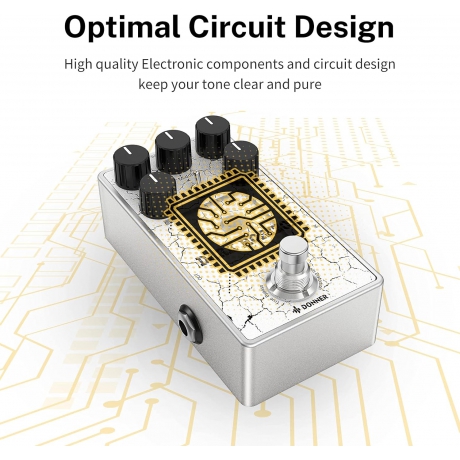 Optimal Circuit Design
High quality Electronic components and circuit design
keep your tone clear and pure
DONNER